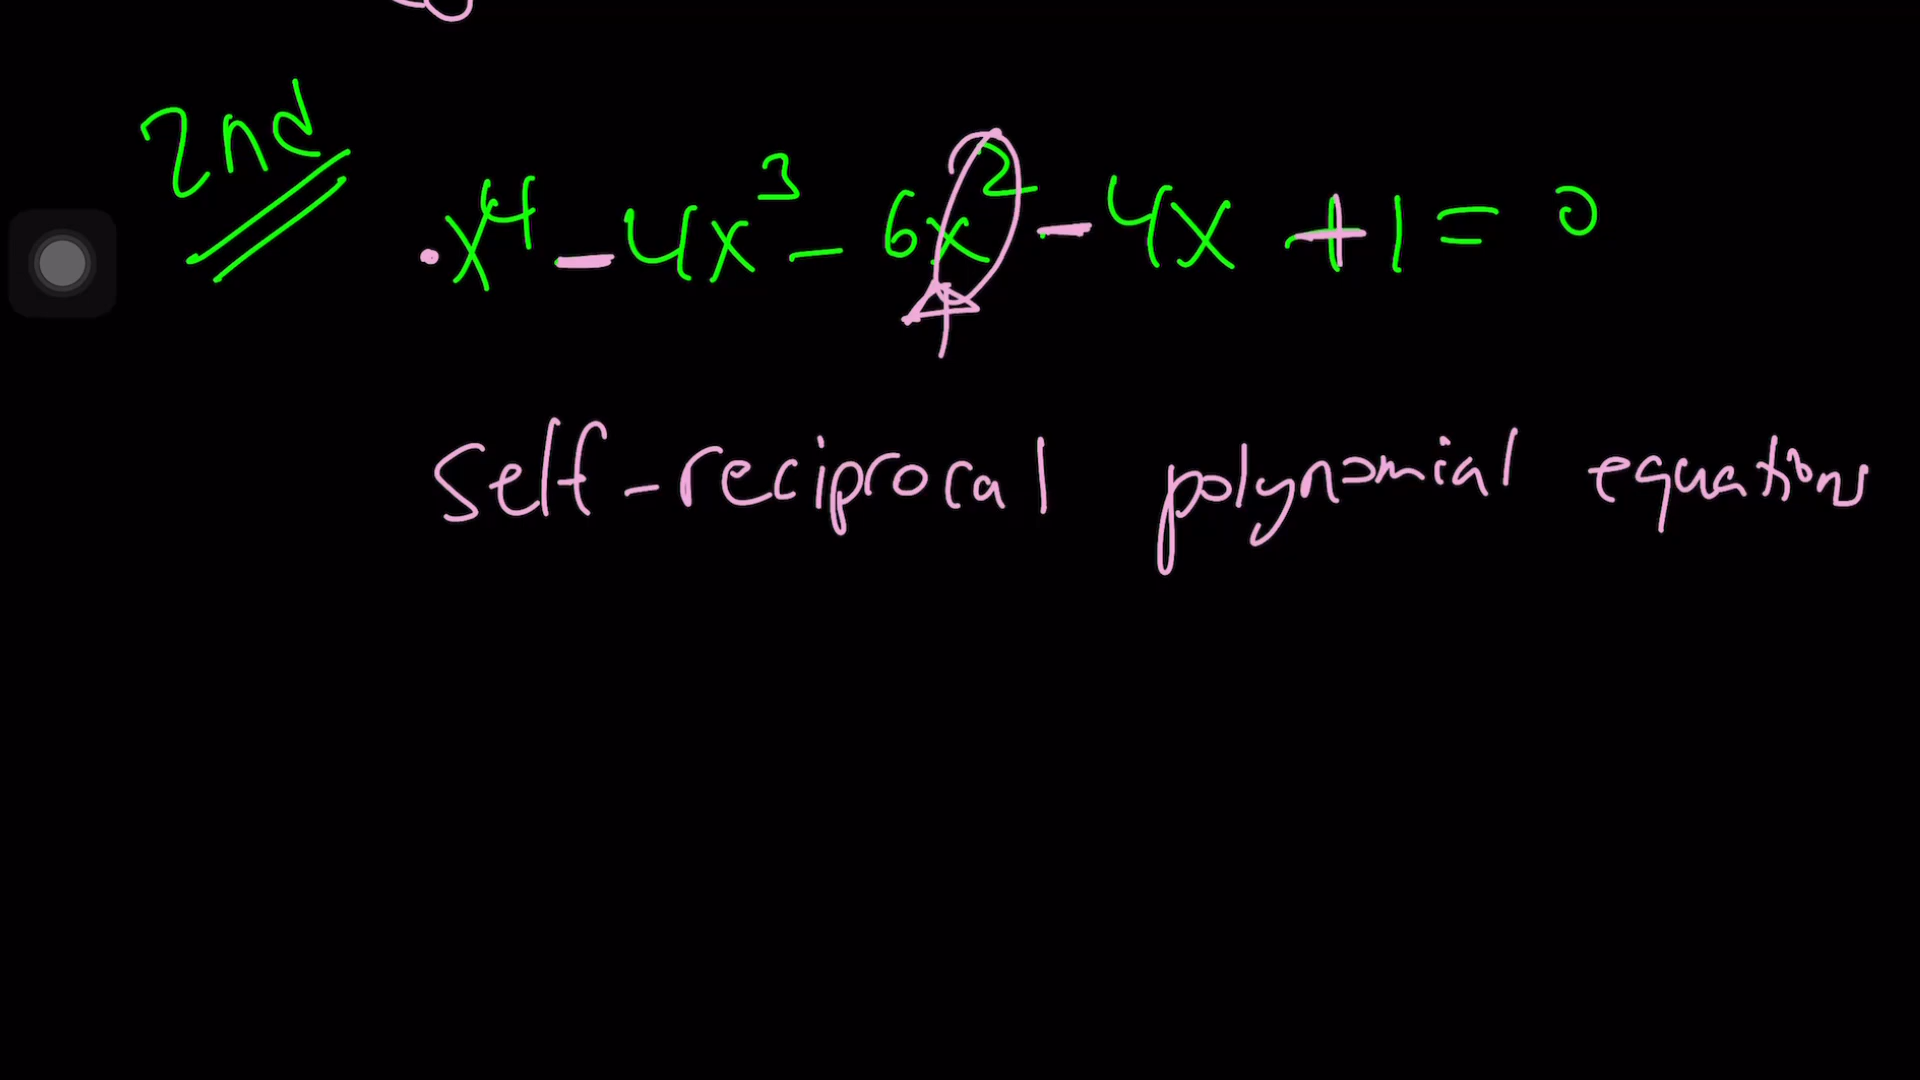 2nd
x⁴ - 4x³ - 6x² - 4x + 1 = 0
self-reciprocal polynomial equations